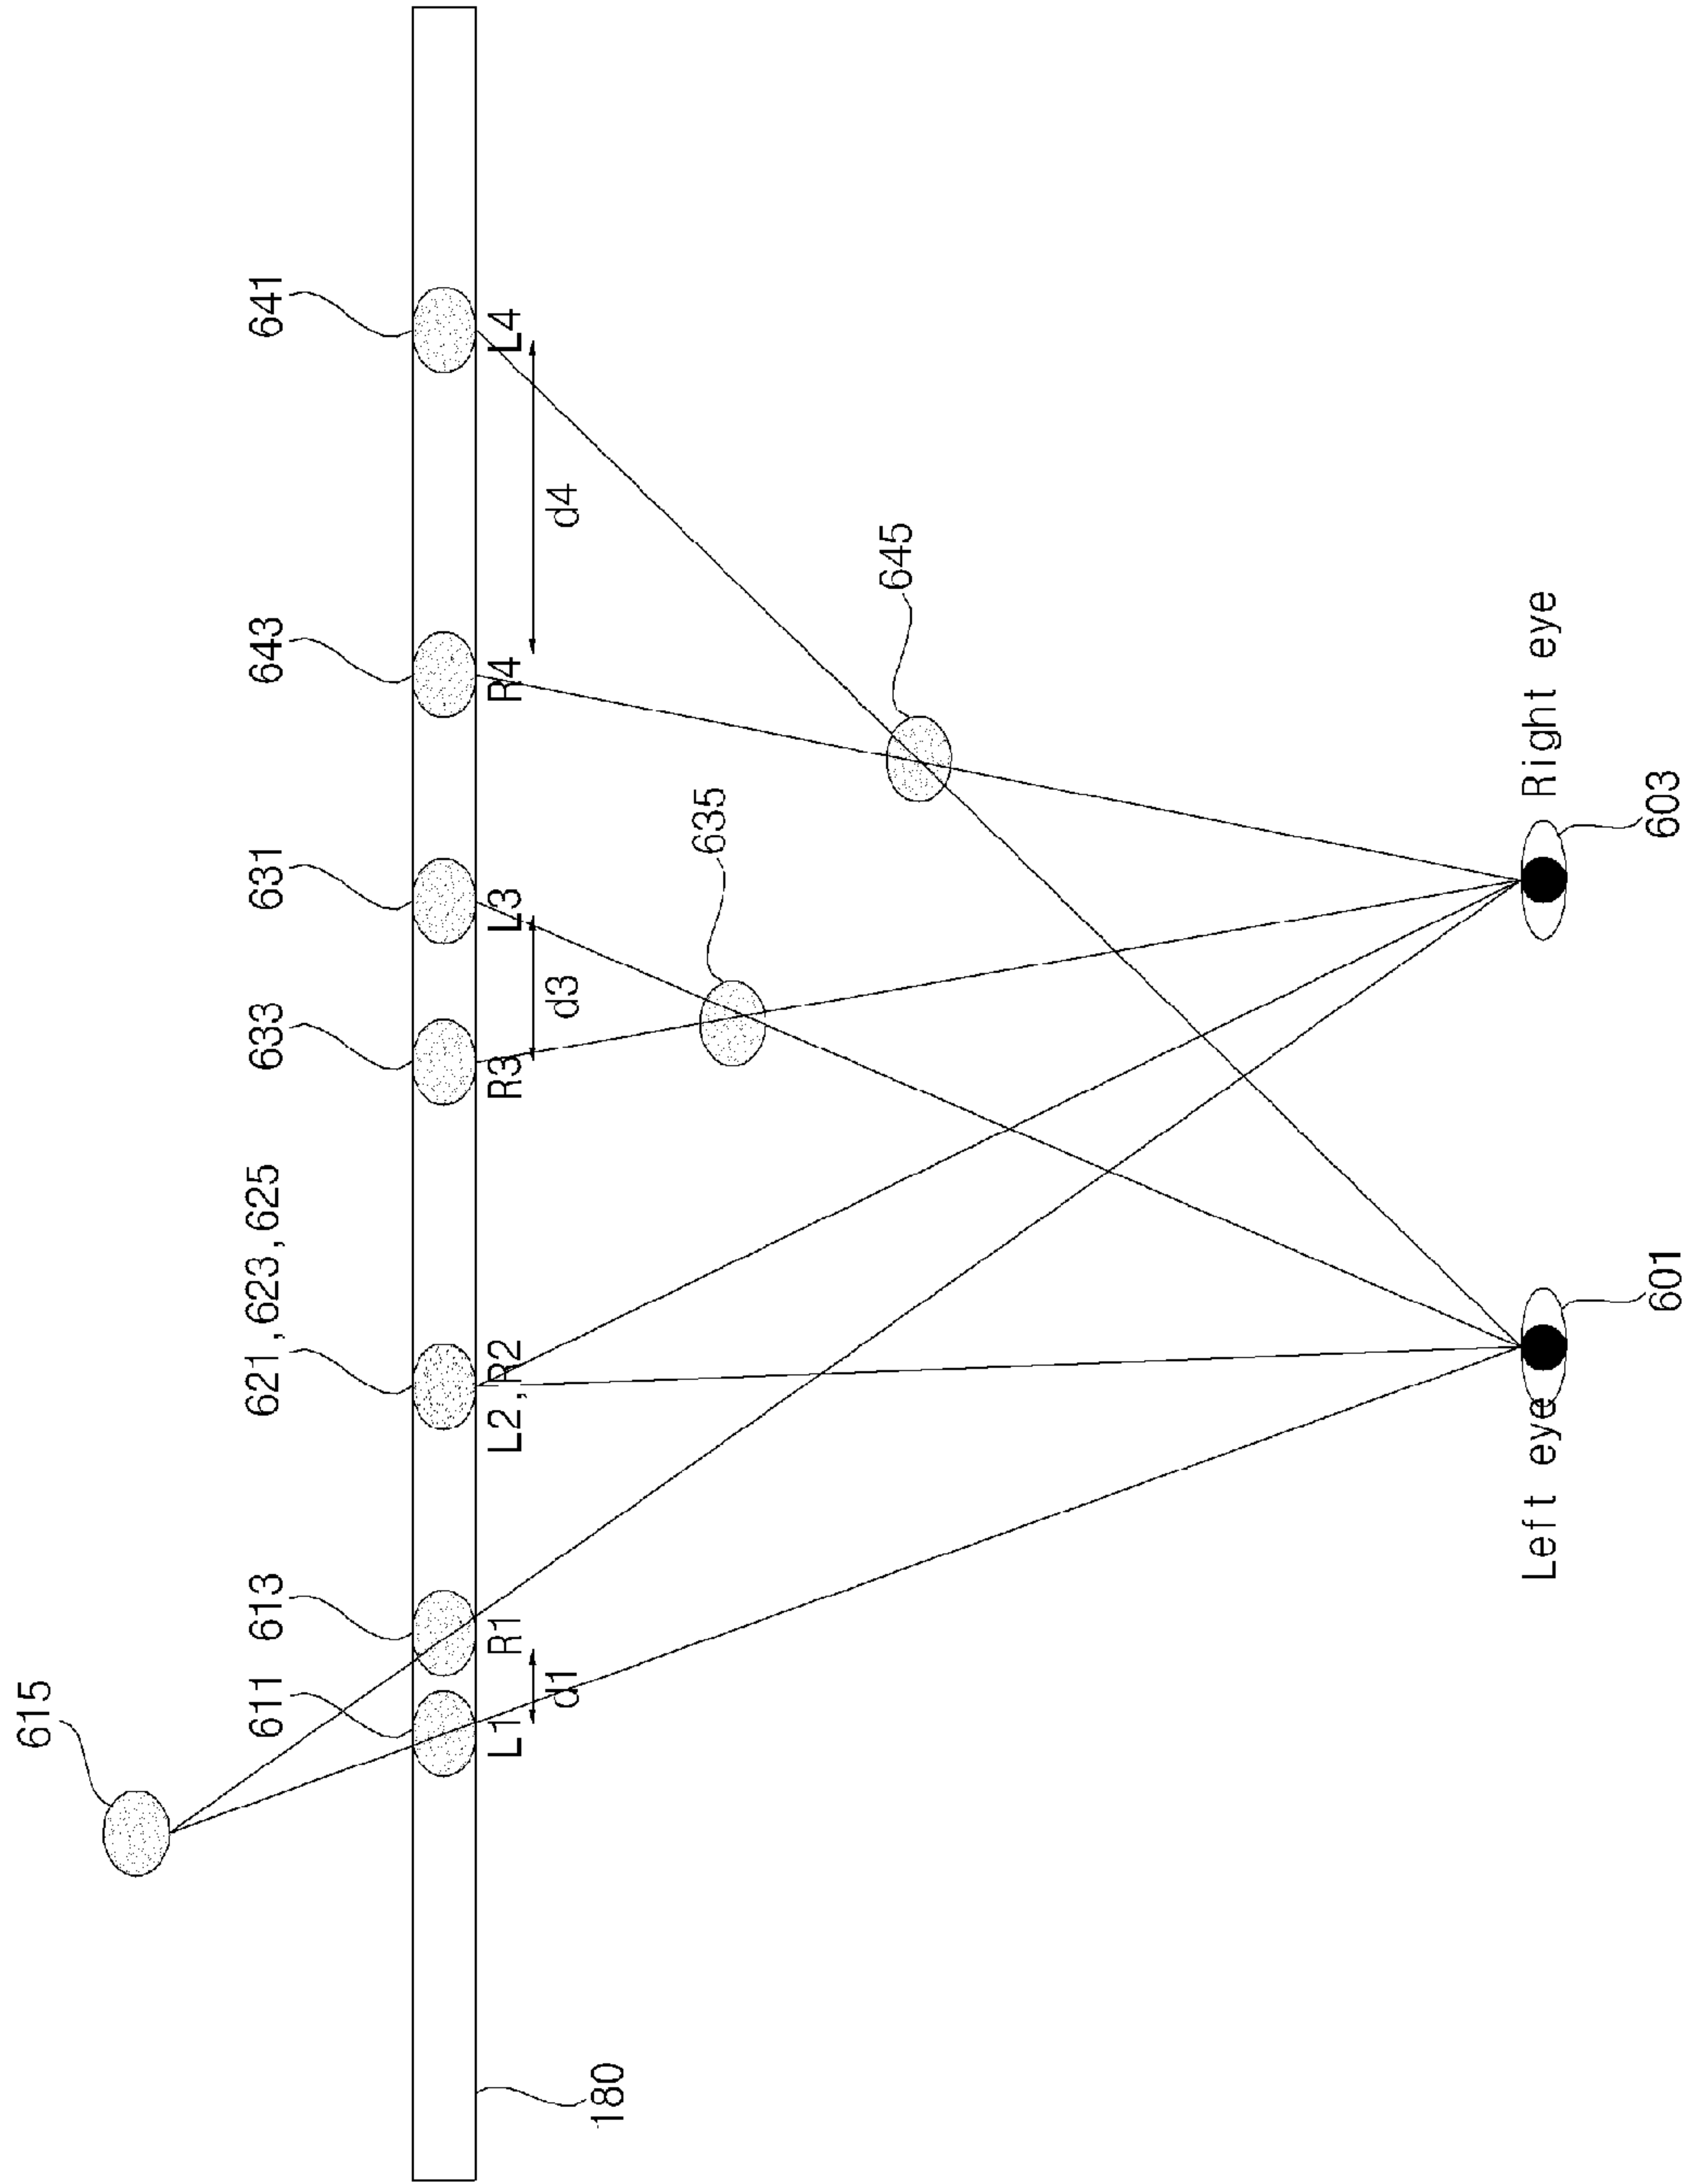 615
611
613
621,623,625
633
631
643
641
L1
R1
L2,R2
R3
L3
R4
L4
d1
d3
d4
635
645
180
Left eye
Right eye
601
603